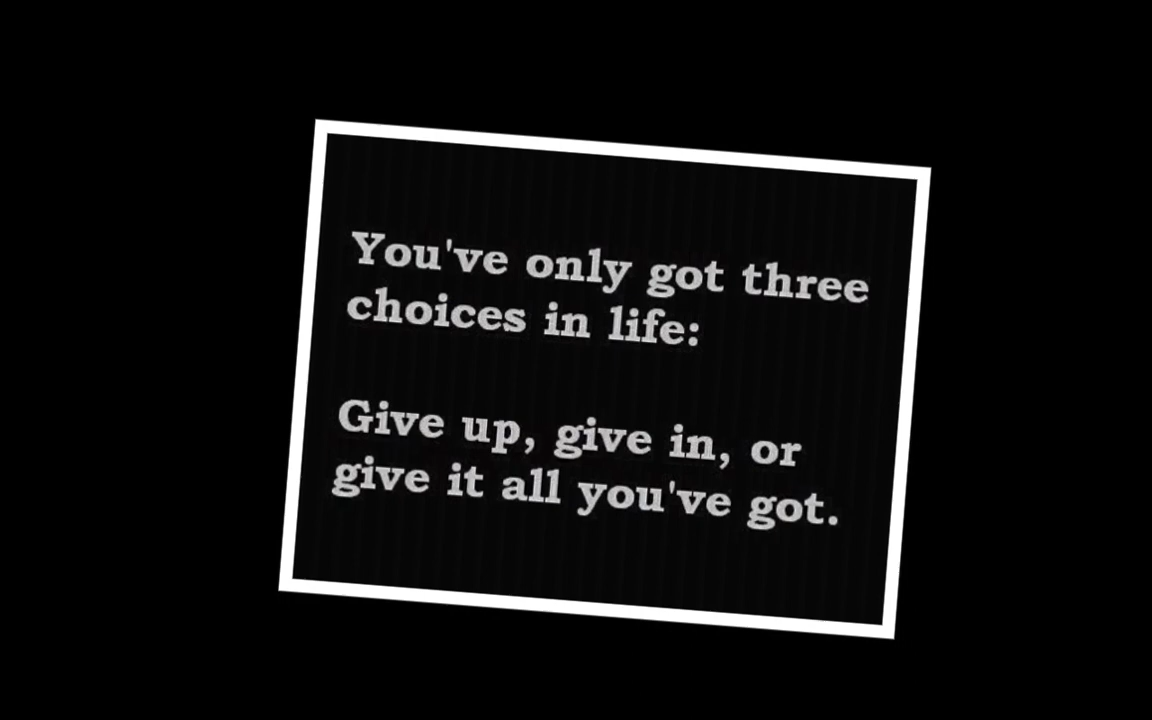 You've only got three
choices in life:
Give up, give in, or
give it all you've got.